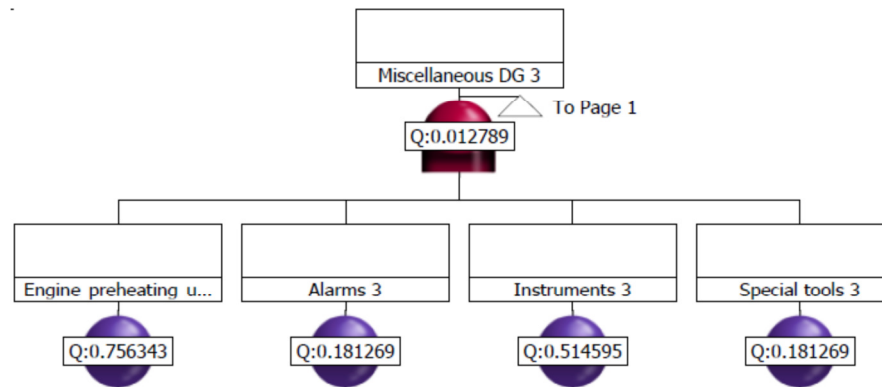 Miscellaneous DG 3
To Page 1
Q:0.012789
Engine preheating u...
Alarms 3
Instruments 3
Special tools 3
Q:0.756343
Q:0.181269
Q:0.514595
Q:0.181269